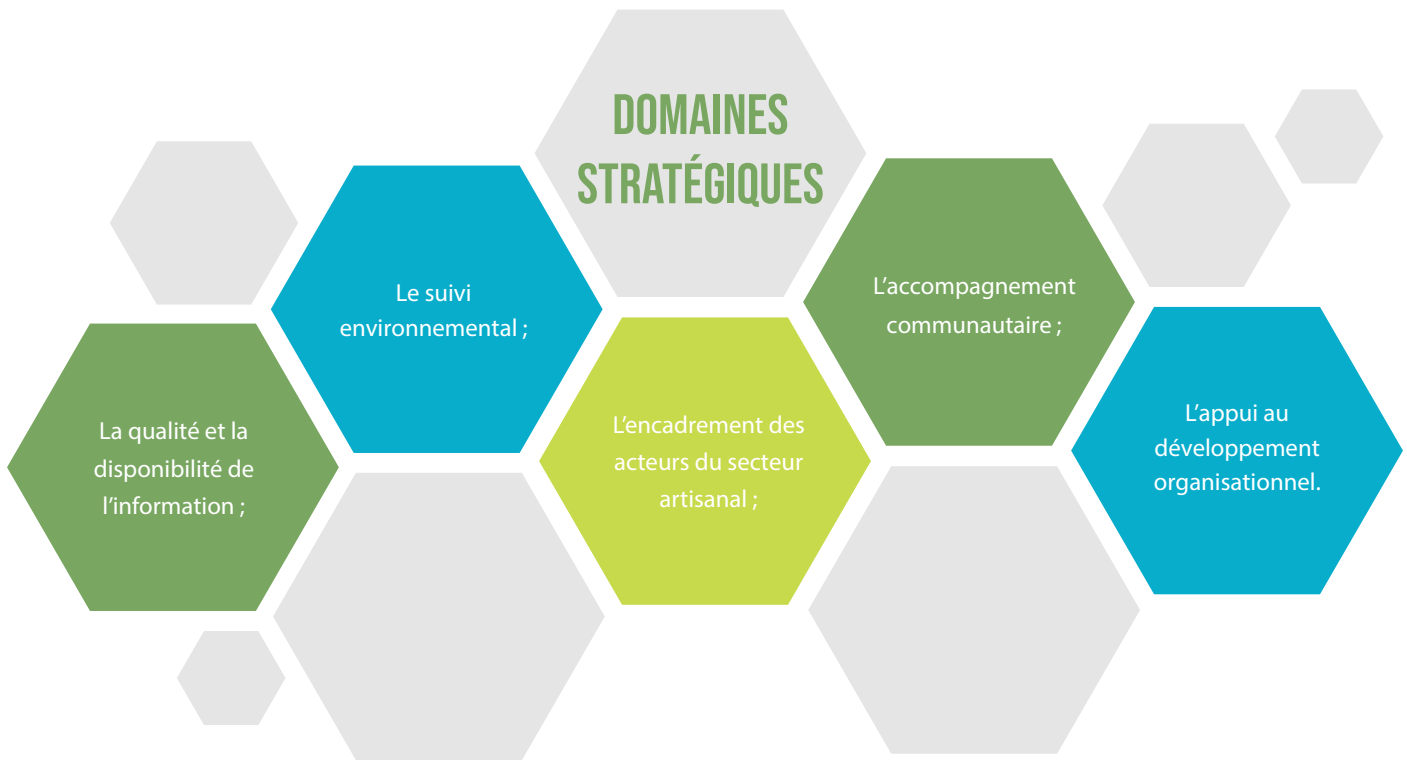 DOMAINES
STRATÉGIQUES
La qualité et la
disponibilité de
l'information ;
Le suivi
environnemental ;
L'encadrement des
acteurs du secteur
artisanal ;
L'accompagnement
communautaire ;
L'appui au
développement
organisationnel.